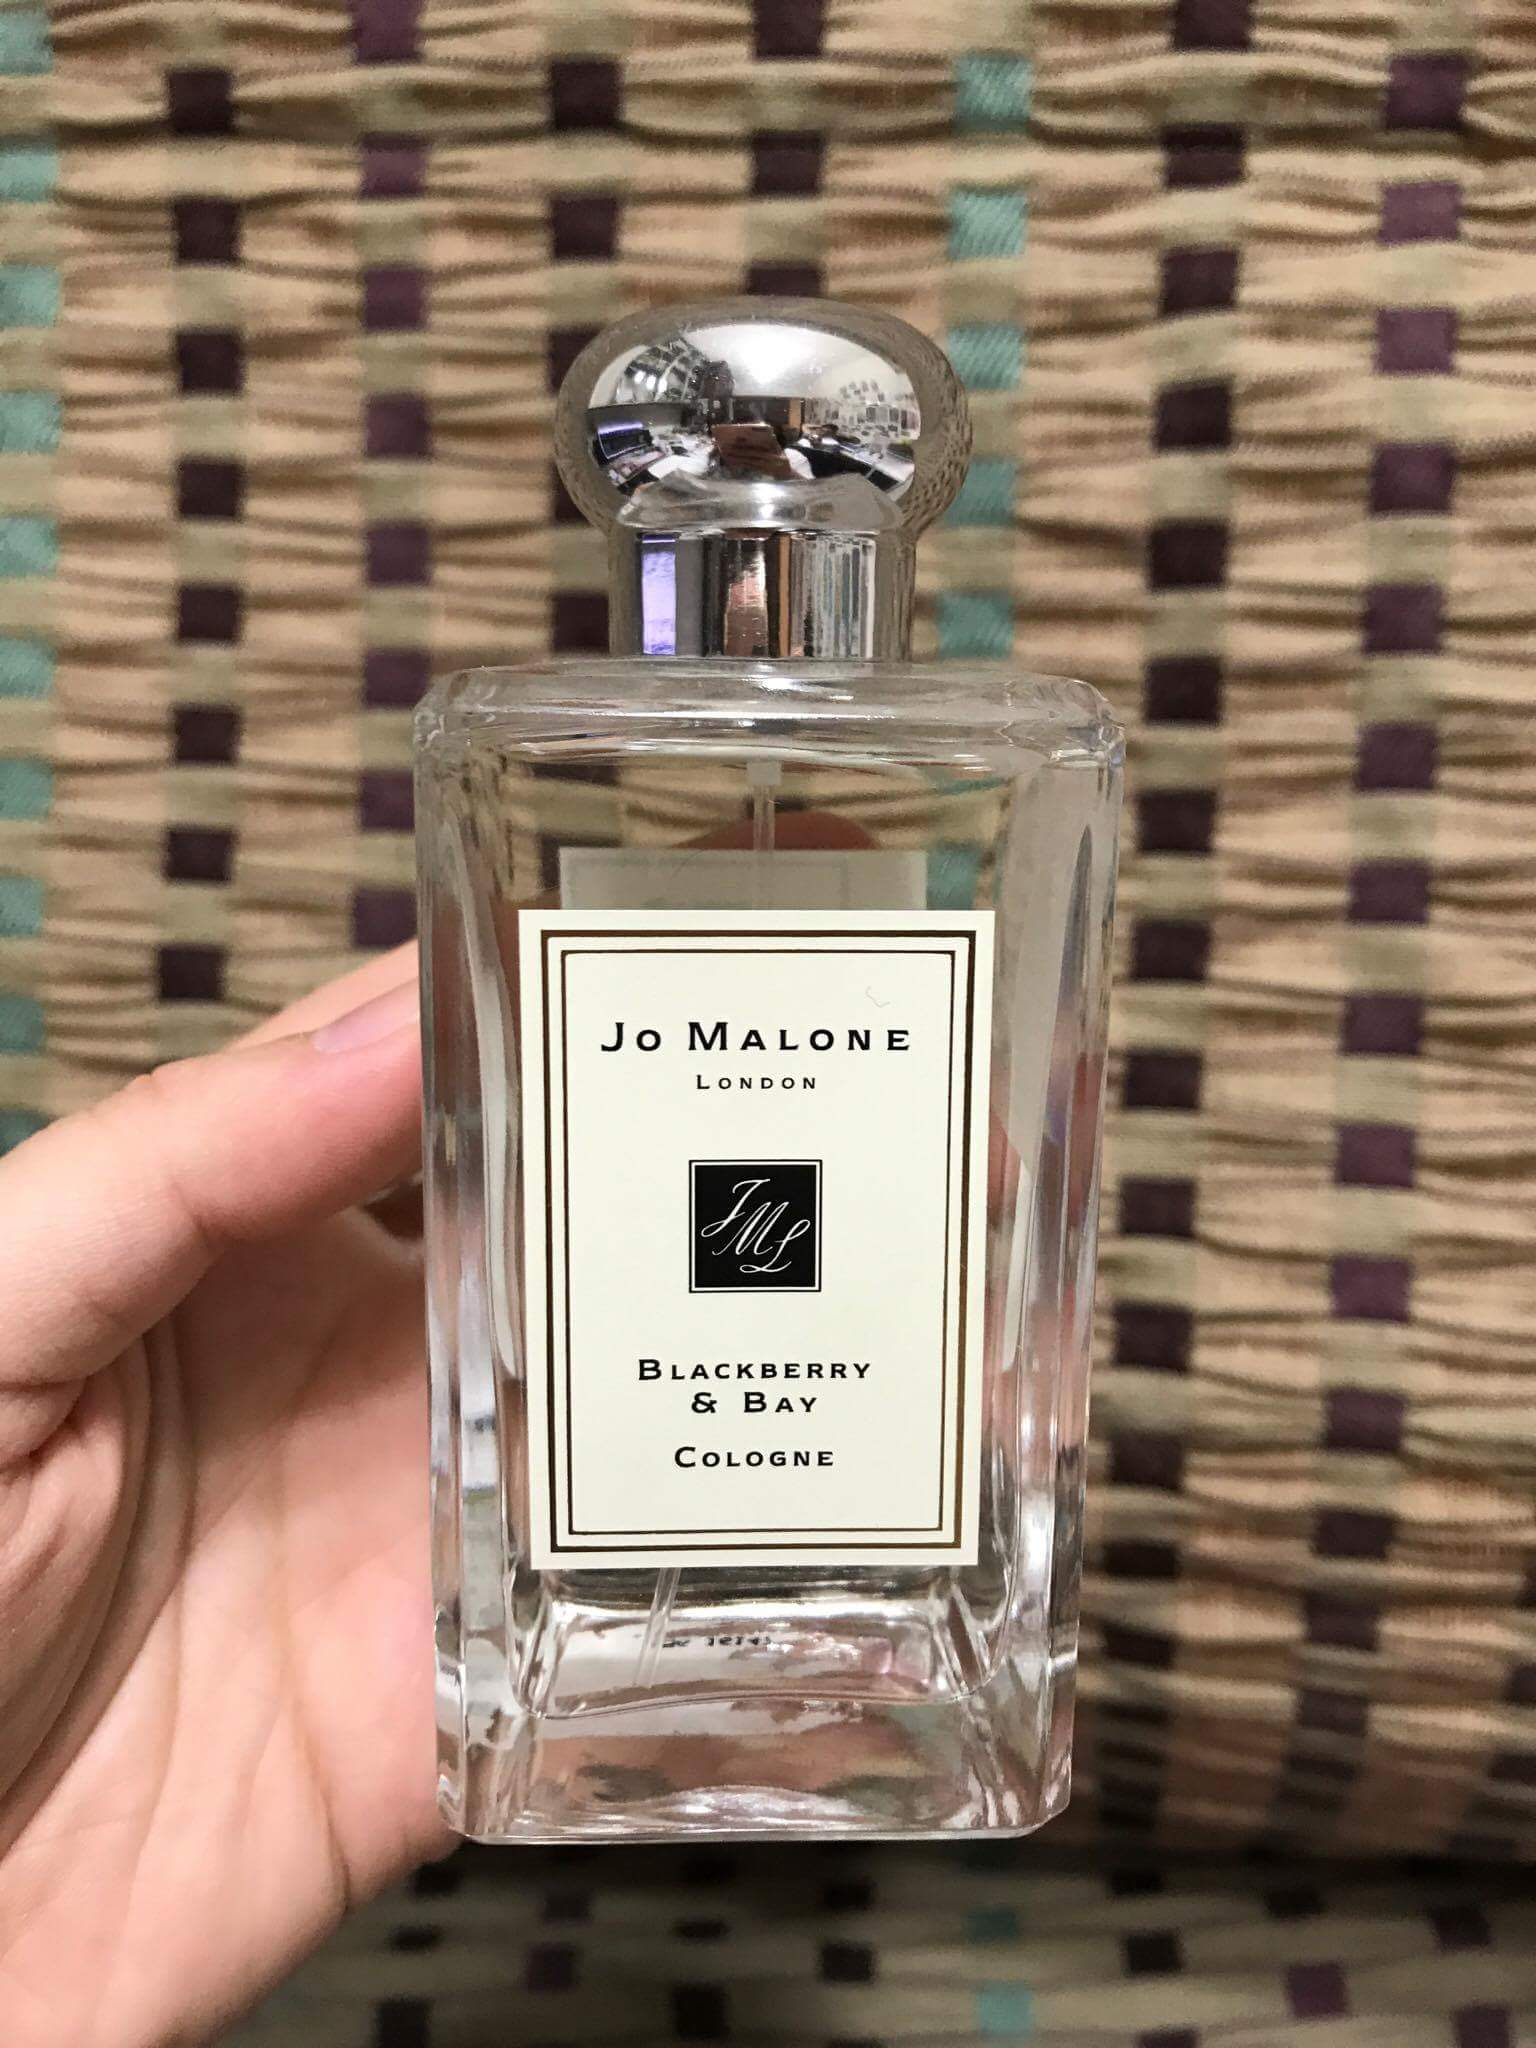 Jo Malone
London
JML
Blackberry
& Bay
Cologne